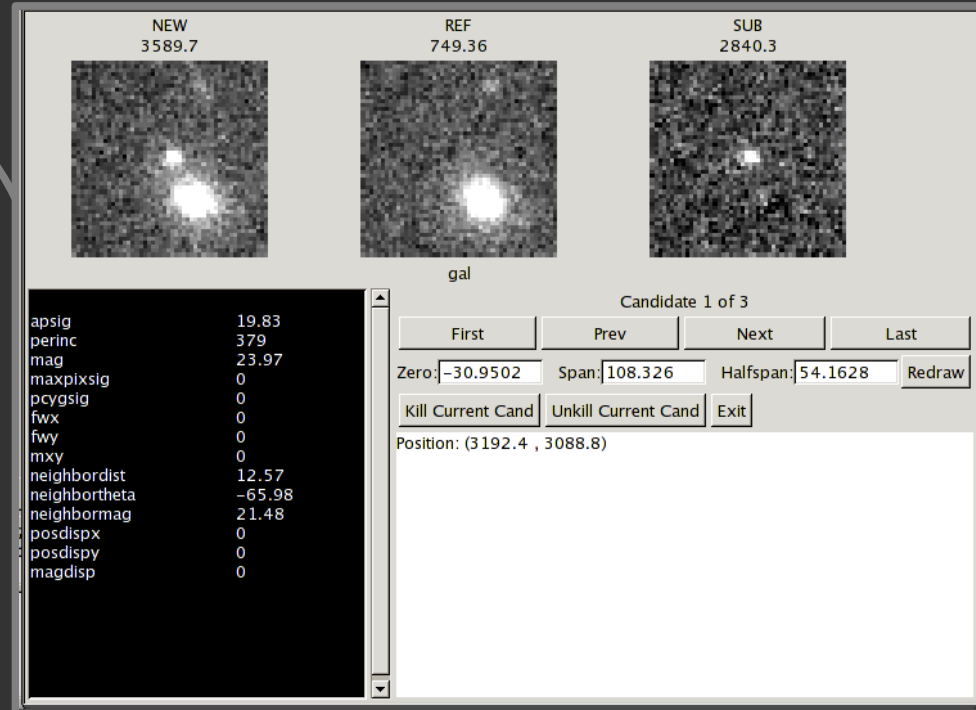 NEW REF SUB
3589.7 749.36 2840.3
gal
apsig 19.83
perinc 379
mag 23.97
maxpixsig 0
pcygsig 0
fwx 0
fwy 0
mxy 0
neighbordist 12.57
neighbortheta −65.98
neighbormag 21.48
posdispx 0
posdispy 0
magdisp 0
Candidate 1 of 3
First Prev Next Last
Zero: −30.9502 Span: 108.326 Halfspan: 54.1628 Redraw
Kill Current Cand Unkill Current Cand Exit
Position: (3192.4 , 3088.8)